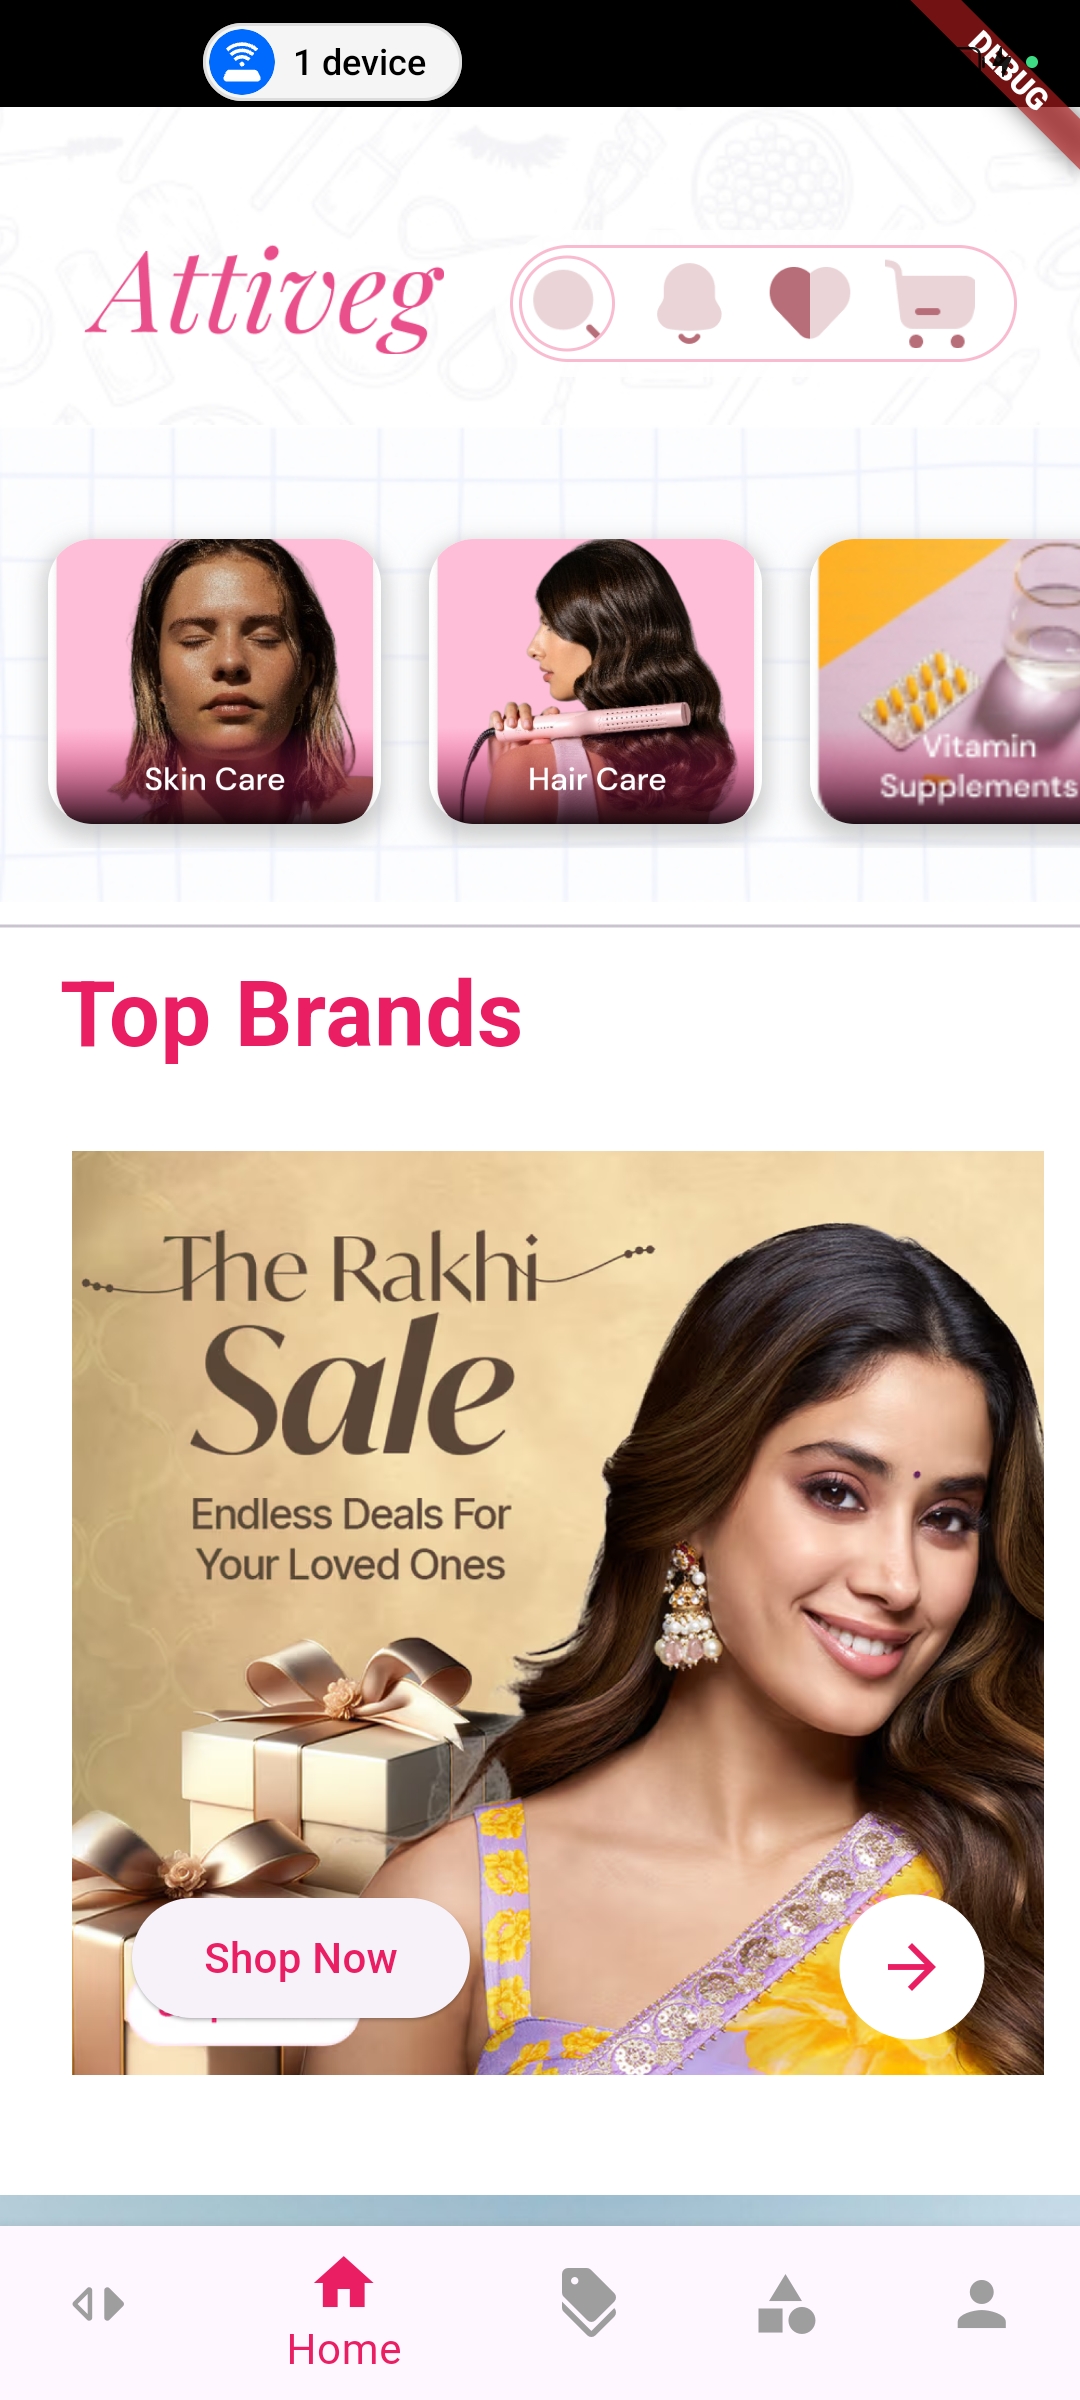 1 device
DEBUG
Attiveg
Skin Care
Hair Care
Vitamin
Supplements
Top Brands
The Rakhi
Sale
Endless Deals For
Your Loved Ones
Shop Now
Home